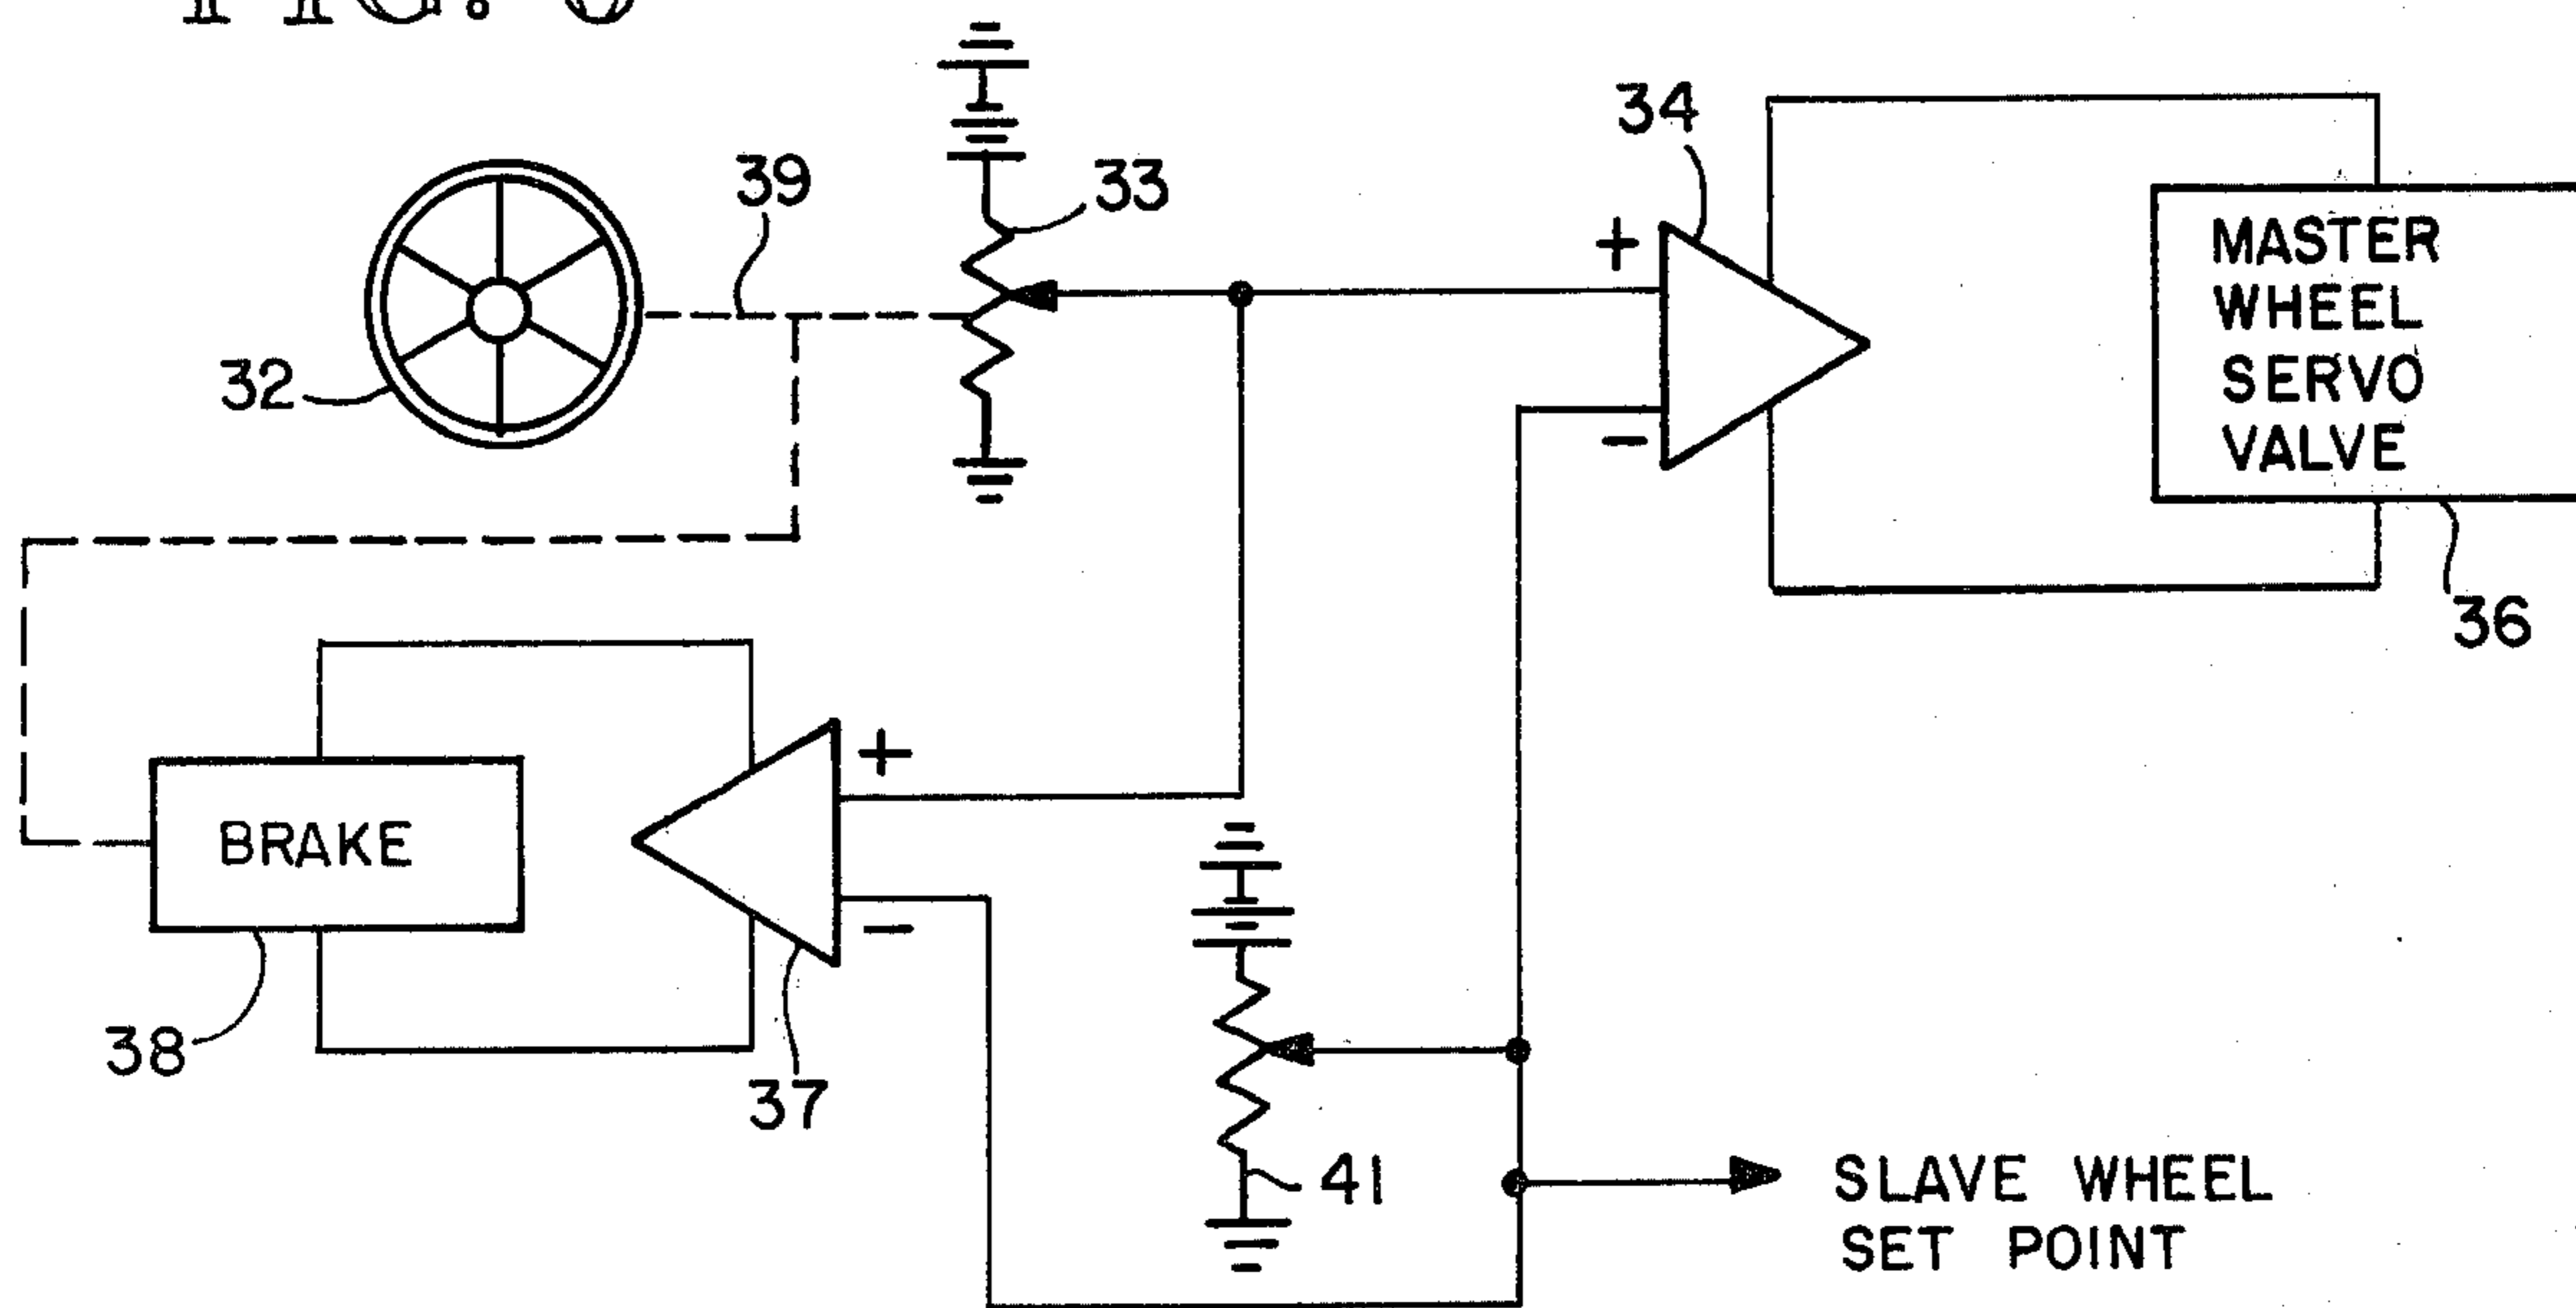 34
39
33
+
MASTER
WHEEL
SERVO
VALVE
32
−
36
+
BRAKE
−
38
37
41
SLAVE WHEEL
SET POINT